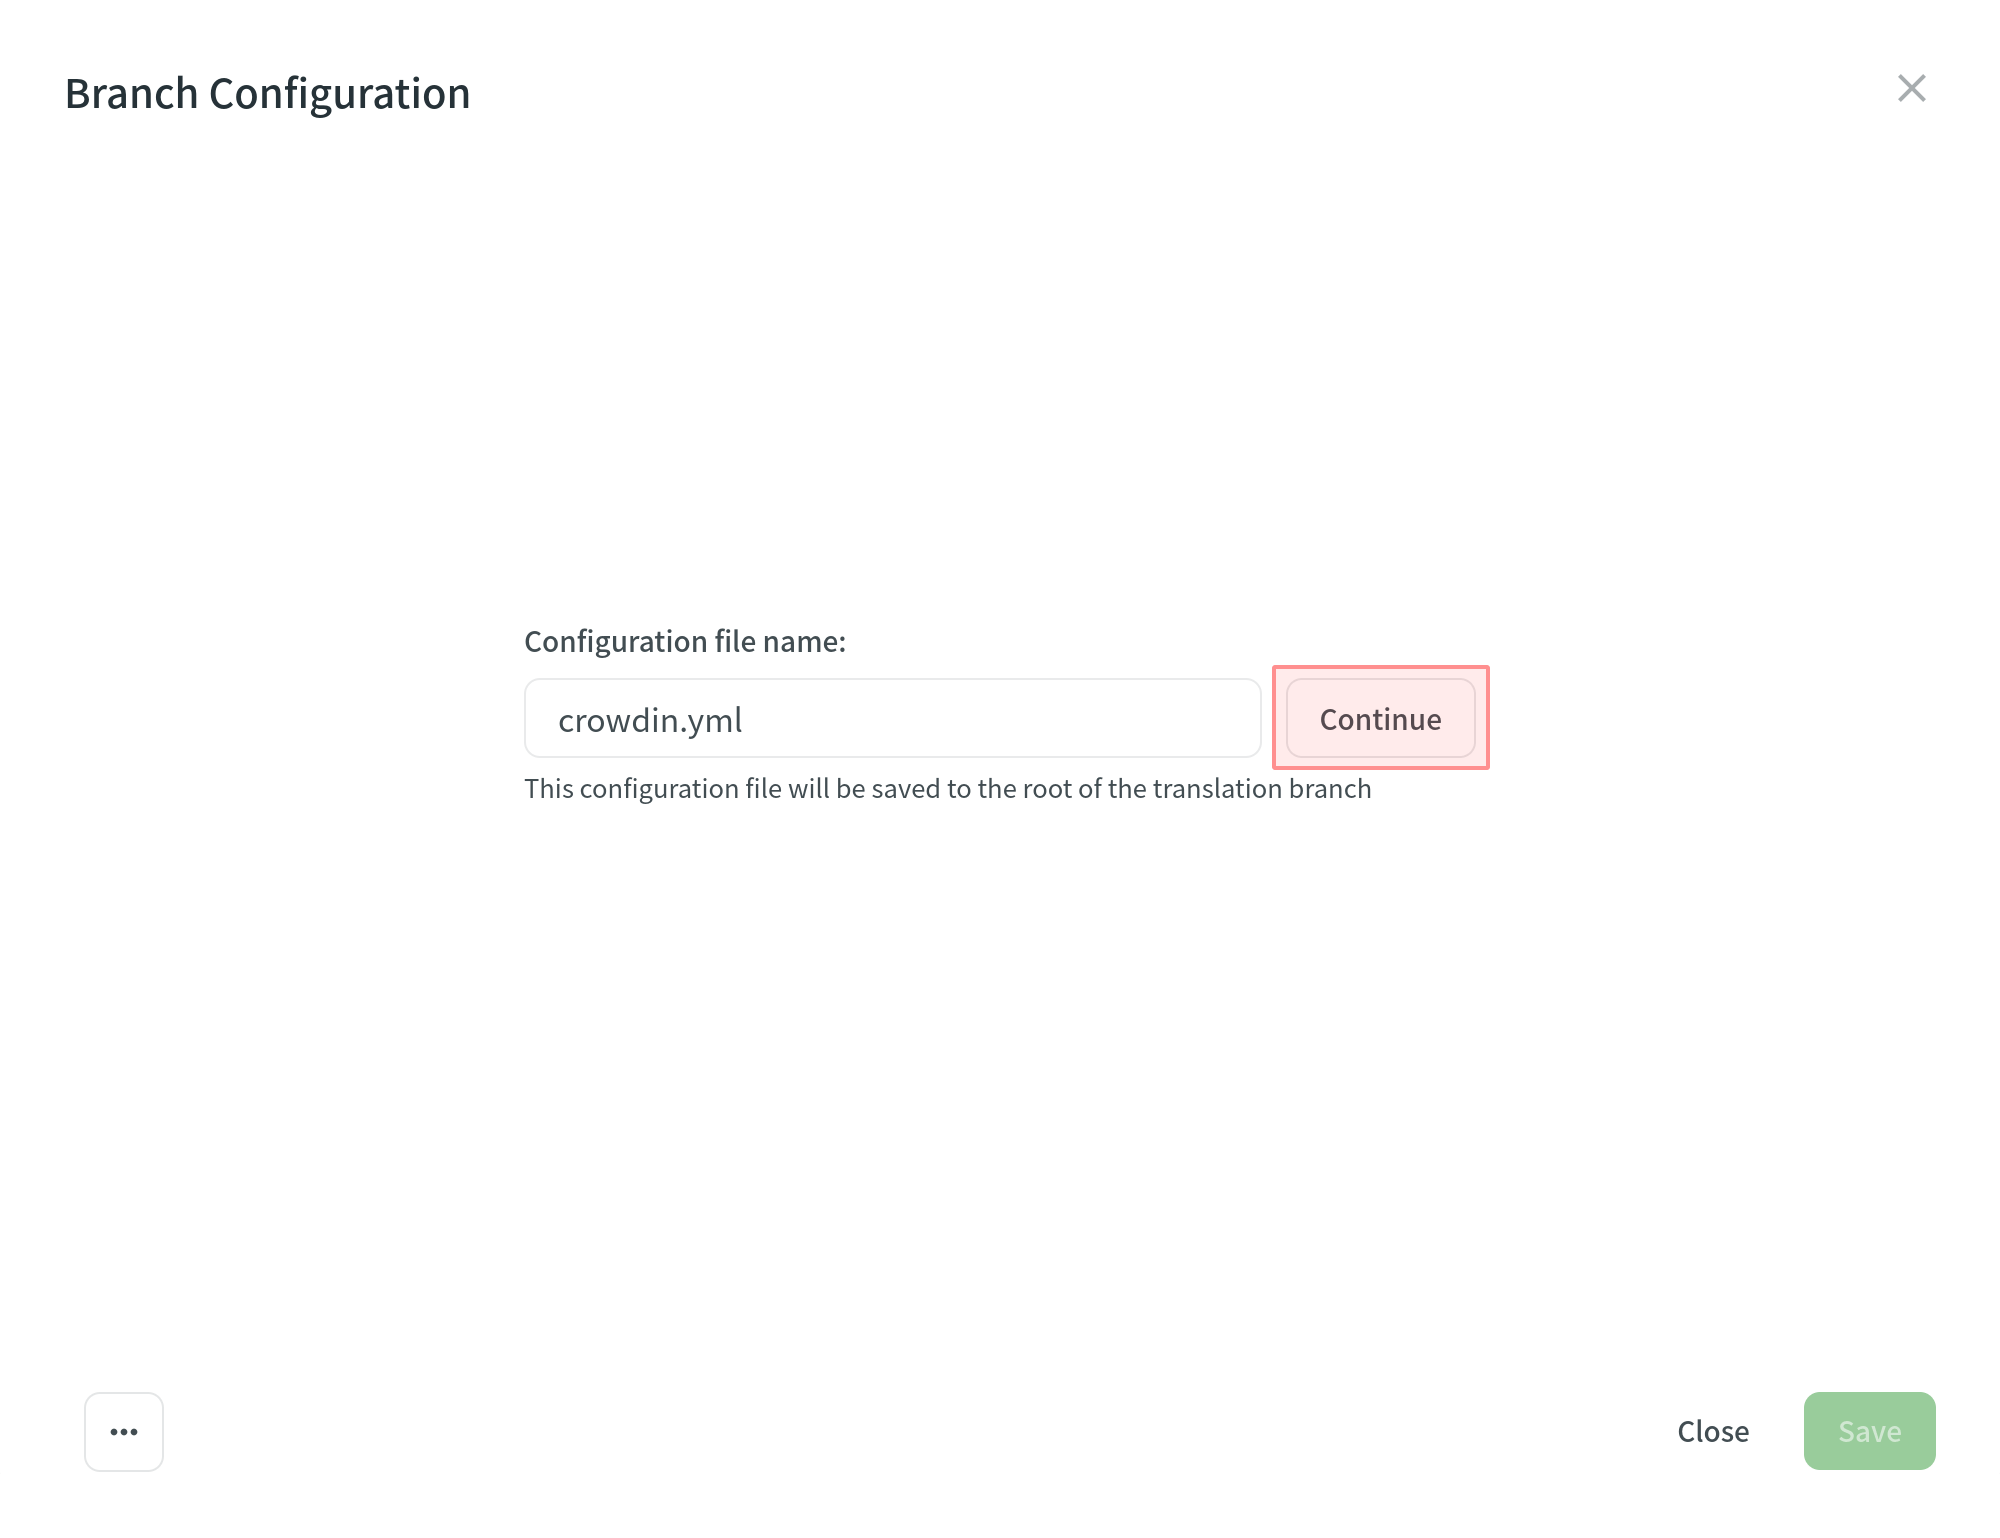 Branch Configuration
Configuration file name:
crowdin.yml
Continue
This configuration file will be saved to the root of the translation branch
Close
Save